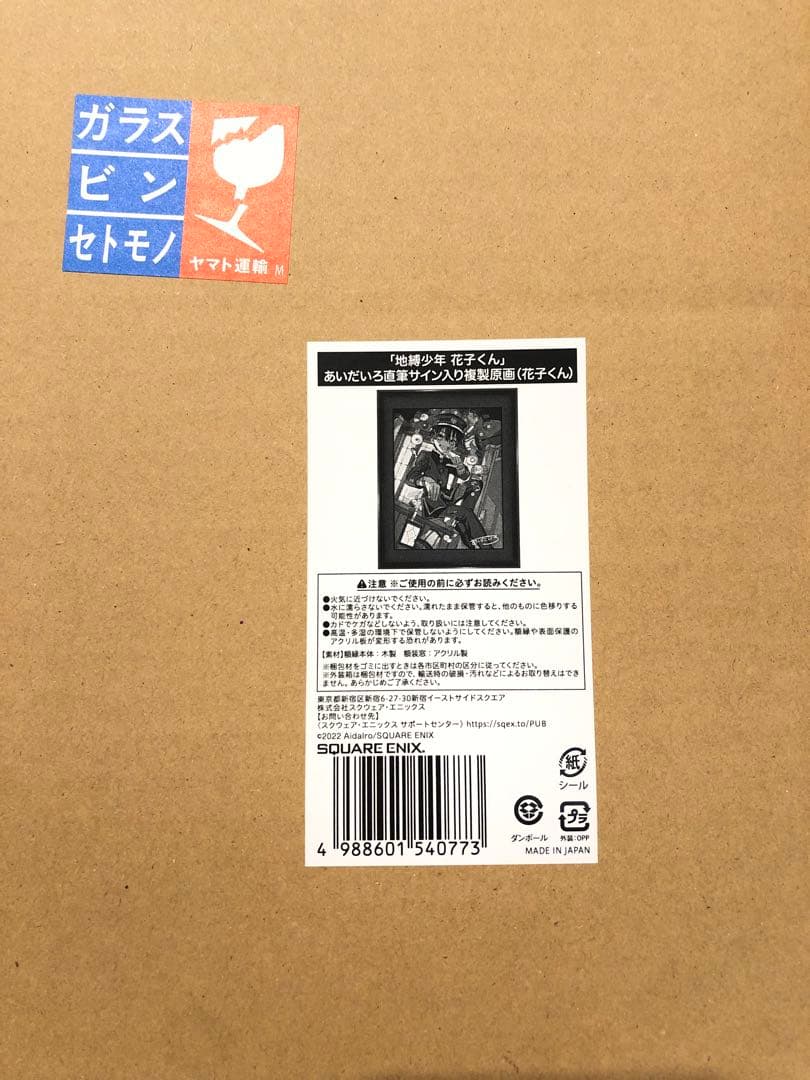 ガラス
ビン
セトモノ
ヤマト運輸 M
「地縛少年 花子くん」
あいだいろ直筆サイン入り複製原画(花子くん)
⚠注意 ※ご使用の前に必ずお読みください。
●火気に近づけないでください。
●水に濡らさないでください。濡れたまま保管すると、他のものに色移りする
可能性があります。
●カドでケガなどしないよう、取り扱いには注意してください。
●高温・多湿の環境下で保管しないようにしてください。額縁や表面保護の
アクリル板が変形する恐れがあります。
【素材】額縁本体:木製 額装窓:アクリル製
※梱包材をゴミに出すときは各市区町村の区分に従ってください。
※外装箱は梱包材ですので、輸送時の破損・汚れなどによるお取り替えはでき
ません。あらかじめご了承ください。
東京都新宿区新宿6-27-30新宿イーストサイドスクエア
株式会社スクウェア・エニックス
【お問い合わせ先】
〈スクウェア・エニックス サポートセンター〉https://sqex.to/PUB
©2022 AidaIro/SQUARE ENIX
SQUARE ENIX.
紙
シール
ダンボール
プラ
外装:OPP
MADE IN JAPAN
4 988601 540773